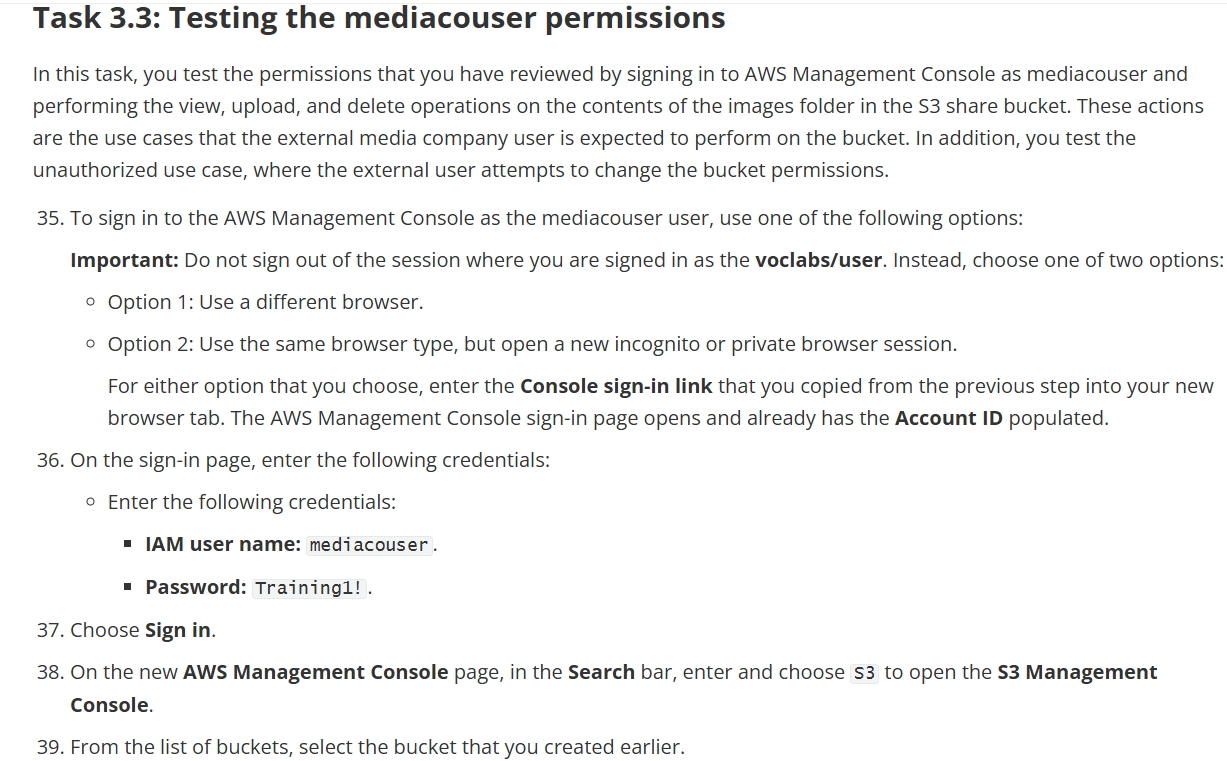 Task 3.3: Testing the mediacouser permissions
In this task, you test the permissions that you have reviewed by signing in to AWS Management Console as mediacouser and
performing the view, upload, and delete operations on the contents of the images folder in the S3 share bucket. These actions
are the use cases that the external media company user is expected to perform on the bucket. In addition, you test the
unauthorized use case, where the external user attempts to change the bucket permissions.
35. To sign in to the AWS Management Console as the mediacouser user, use one of the following options:
Important: Do not sign out of the session where you are signed in as the voclabs/user. Instead, choose one of two options:
◦ Option 1: Use a different browser.
◦ Option 2: Use the same browser type, but open a new incognito or private browser session.
For either option that you choose, enter the Console sign-in link that you copied from the previous step into your new
browser tab. The AWS Management Console sign-in page opens and already has the Account ID populated.
36. On the sign-in page, enter the following credentials:
◦ Enter the following credentials:
▪ IAM user name: mediacouser.
▪ Password: Training1!.
37. Choose Sign in.
38. On the new AWS Management Console page, in the Search bar, enter and choose S3 to open the S3 Management
Console.
39. From the list of buckets, select the bucket that you created earlier.